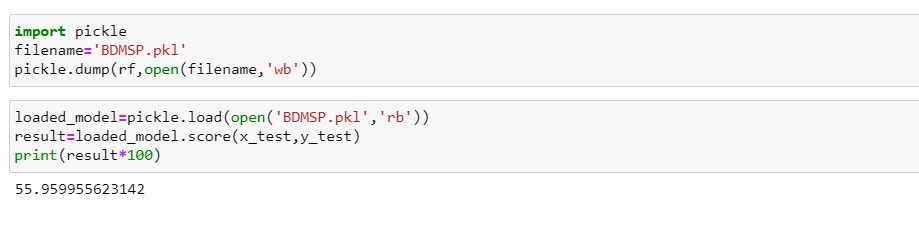 import pickle
filename='BDMSP.pkl'
pickle.dump(rf,open(filename,'wb'))
loaded_model=pickle.load(open('BDMSP.pkl','rb'))
result=loaded_model.score(x_test,y_test)
print(result*100)
55.959955623142